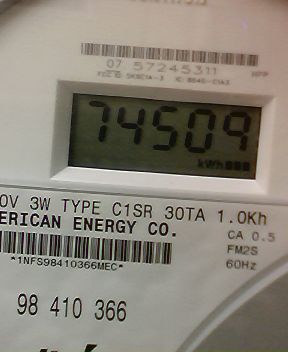 07 57245311
74509
kWh
0V 3W TYPE C1SR 30TA 1.0Kh
ERICAN ENERGY CO.
CA 0.5
FM2S
*1NFS98410366MEC*
60Hz
98 410 366